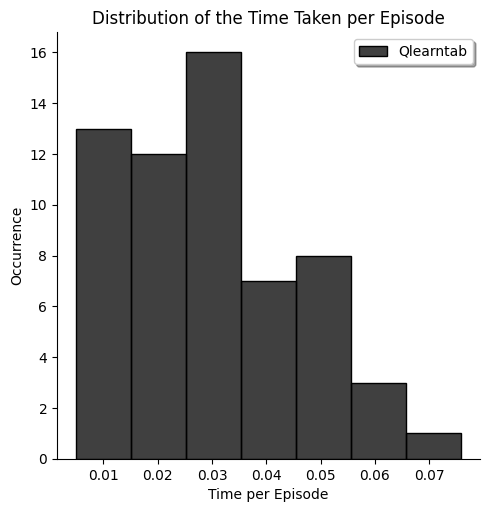 Distribution of the Time Taken per Episode
Qlearntab
16
14
12
10
8
6
4
2
0
Occurrence
0.01 0.02 0.03 0.04 0.05 0.06 0.07
Time per Episode